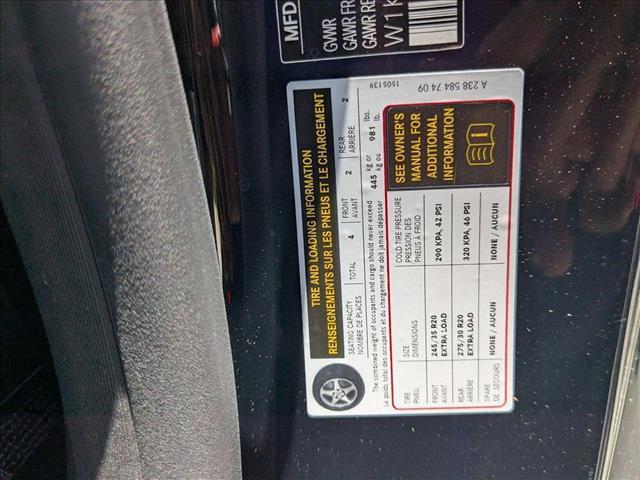 MFD
GVWR
GAWR FR
GAWR RE
W1K
TIRE AND LOADING INFORMATION
RENSEIGNEMENTS SUR LES PNEUS ET LE CHARGEMENT
SEATING CAPACITY
NOMBRE DE PLACES
TOTAL 4
FRONT
AVANT 2
REAR
ARRIÈRE 2
The combined weight of occupants and cargo should never exceed
Le poids total des occupants et du chargement ne doit jamais dépasser
445 kg or
kg ou
981 lbs.
lb.
TIRE
PNEU
SIZE
DIMENSIONS
COLD TIRE PRESSURE
PRESSION DES
PNEUS À FROID
FRONT
AVANT
245/35 R20
EXTRA LOAD
290 KPA, 42 PSI
REAR
ARRIÈRE
275/30 R20
EXTRA LOAD
320 KPA, 46 PSI
SPARE
DE SECOURS
NONE / AUCUN
NONE / AUCUN
SEE OWNER'S
MANUAL FOR
ADDITIONAL
INFORMATION
1505139
A 238 584 74 09